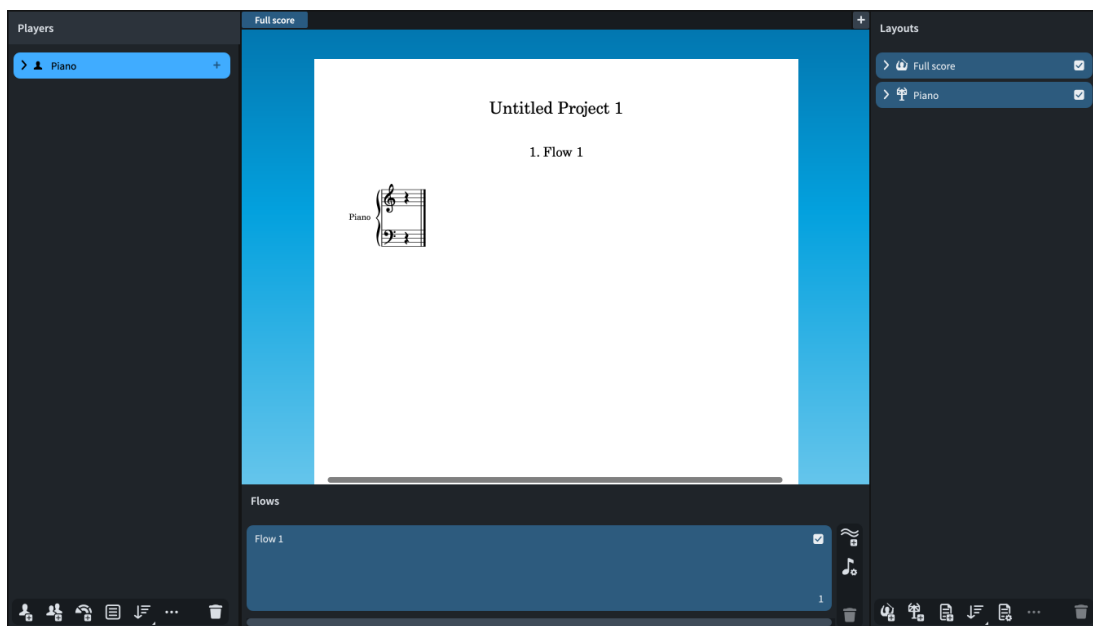 Players
Piano
Full score
Untitled Project 1
1. Flow 1
Piano
Flows
Flow 1
1
Layouts
Full score
Piano